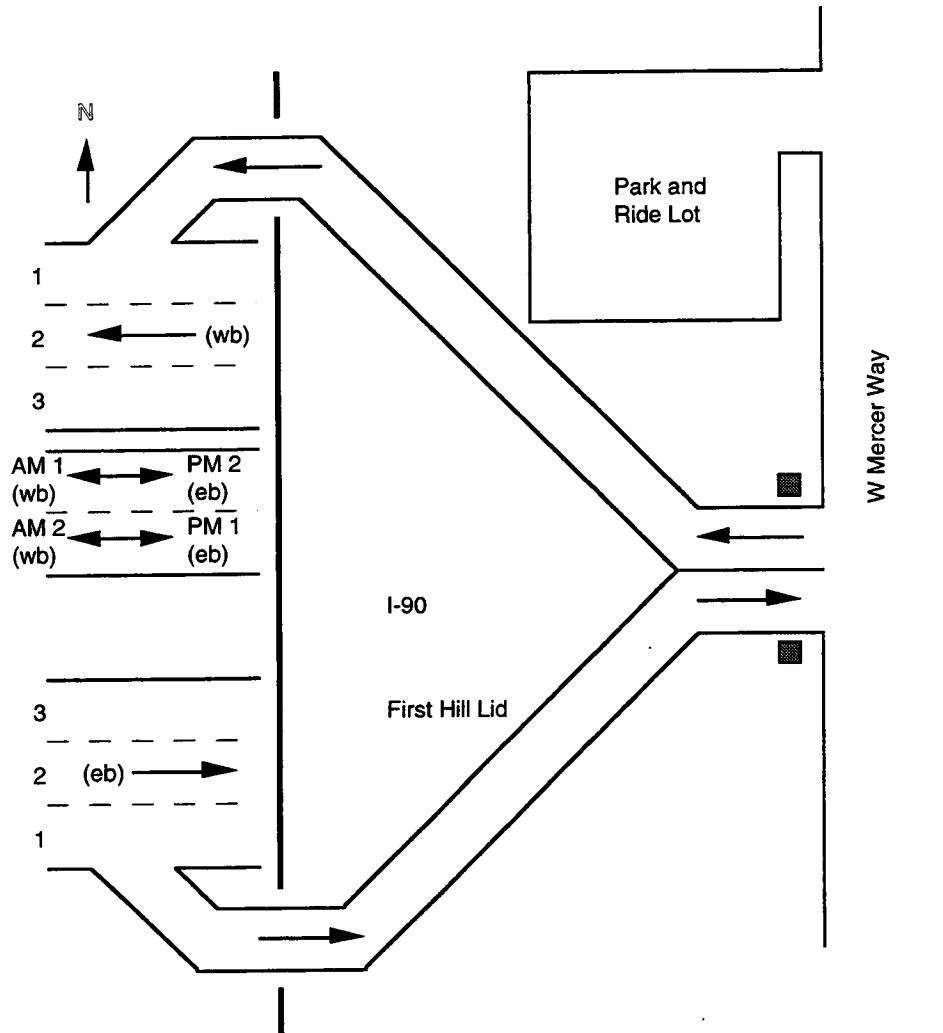 N
Park and
Ride Lot
1
2
(wb)
3
W Mercer Way
AM 1
(wb)
PM 2
(eb)
AM 2
(wb)
PM 1
(eb)
I-90
First Hill Lid
3
2
(eb)
1